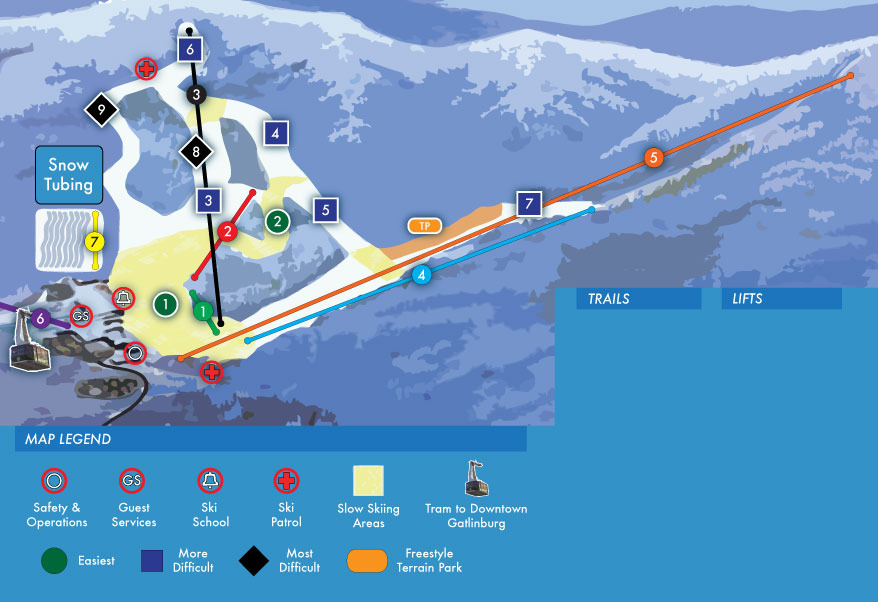 6
3
9
8
4
Snow
Tubing
3
5
7
5
2
2
TP
7
4
1
1
6
GS
TRAILS
LIFTS
MAP LEGEND
GS
Safety &
Operations
Guest
Services
Ski
School
Ski
Patrol
Slow Skiing
Areas
Tram to Downtown
Gatlinburg
Easiest
More
Difficult
Most
Difficult
Freestyle
Terrain Park